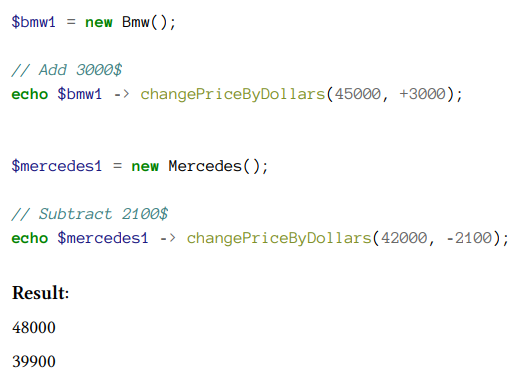 $bmw1 = new Bmw();
// Add 3000$
echo $bmw1 -> changePriceByDollars(45000, +3000);
$mercedes1 = new Mercedes();
// Subtract 2100$
echo $mercedes1 -> changePriceByDollars(42000, -2100);
Result:
48000
39900